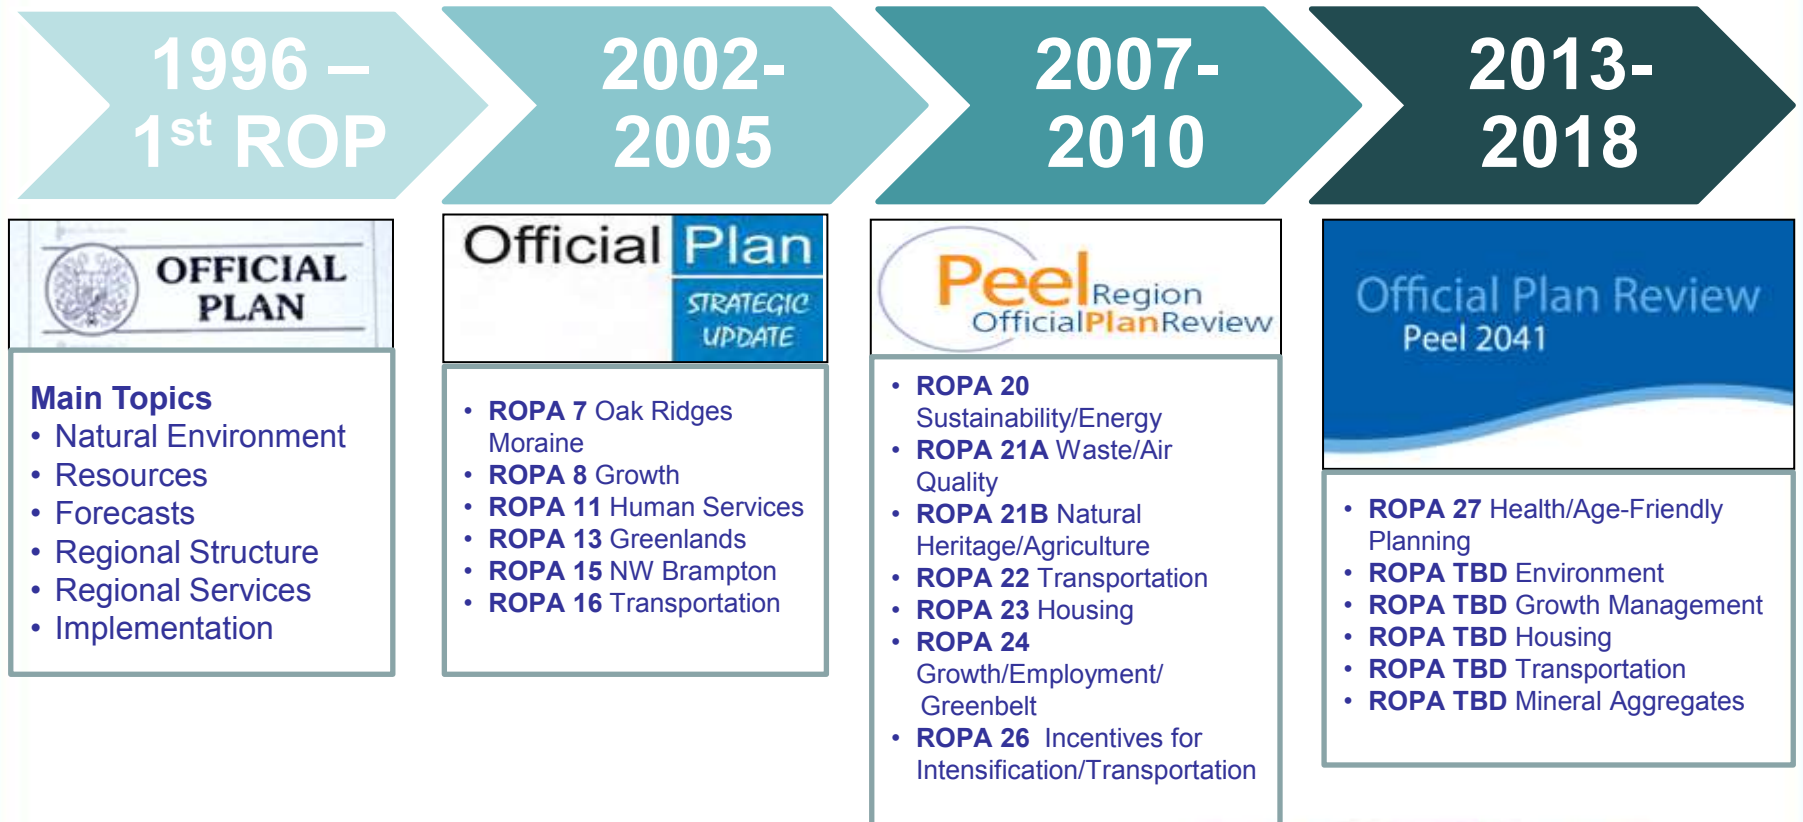 1996 –
1st ROP
2002-
2005
2007-
2010
2013-
2018
OFFICIAL
PLAN
Main Topics
• Natural Environment
• Resources
• Forecasts
• Regional Structure
• Regional Services
• Implementation
Official Plan
STRATEGIC
UPDATE
• ROPA 7 Oak Ridges
Moraine
• ROPA 8 Growth
• ROPA 11 Human Services
• ROPA 13 Greenlands
• ROPA 15 NW Brampton
• ROPA 16 Transportation
Peel Region
OfficialPlanReview
• ROPA 20
Sustainability/Energy
• ROPA 21A Waste/Air
Quality
• ROPA 21B Natural
Heritage/Agriculture
• ROPA 22 Transportation
• ROPA 23 Housing
• ROPA 24
Growth/Employment/
Greenbelt
• ROPA 26 Incentives for
Intensification/Transportation
Official Plan Review
Peel 2041
• ROPA 27 Health/Age-Friendly
Planning
• ROPA TBD Environment
• ROPA TBD Growth Management
• ROPA TBD Housing
• ROPA TBD Transportation
• ROPA TBD Mineral Aggregates